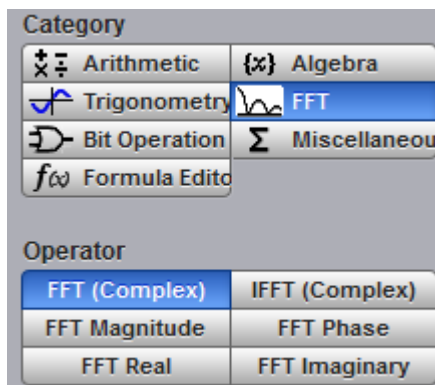 Category
Arithmetic {x} Algebra
Trigonometry FFT
Bit Operation Σ Miscellaneou
f(x) Formula Edito
Operator
FFT (Complex) IFFT (Complex)
FFT Magnitude FFT Phase
FFT Real FFT Imaginary